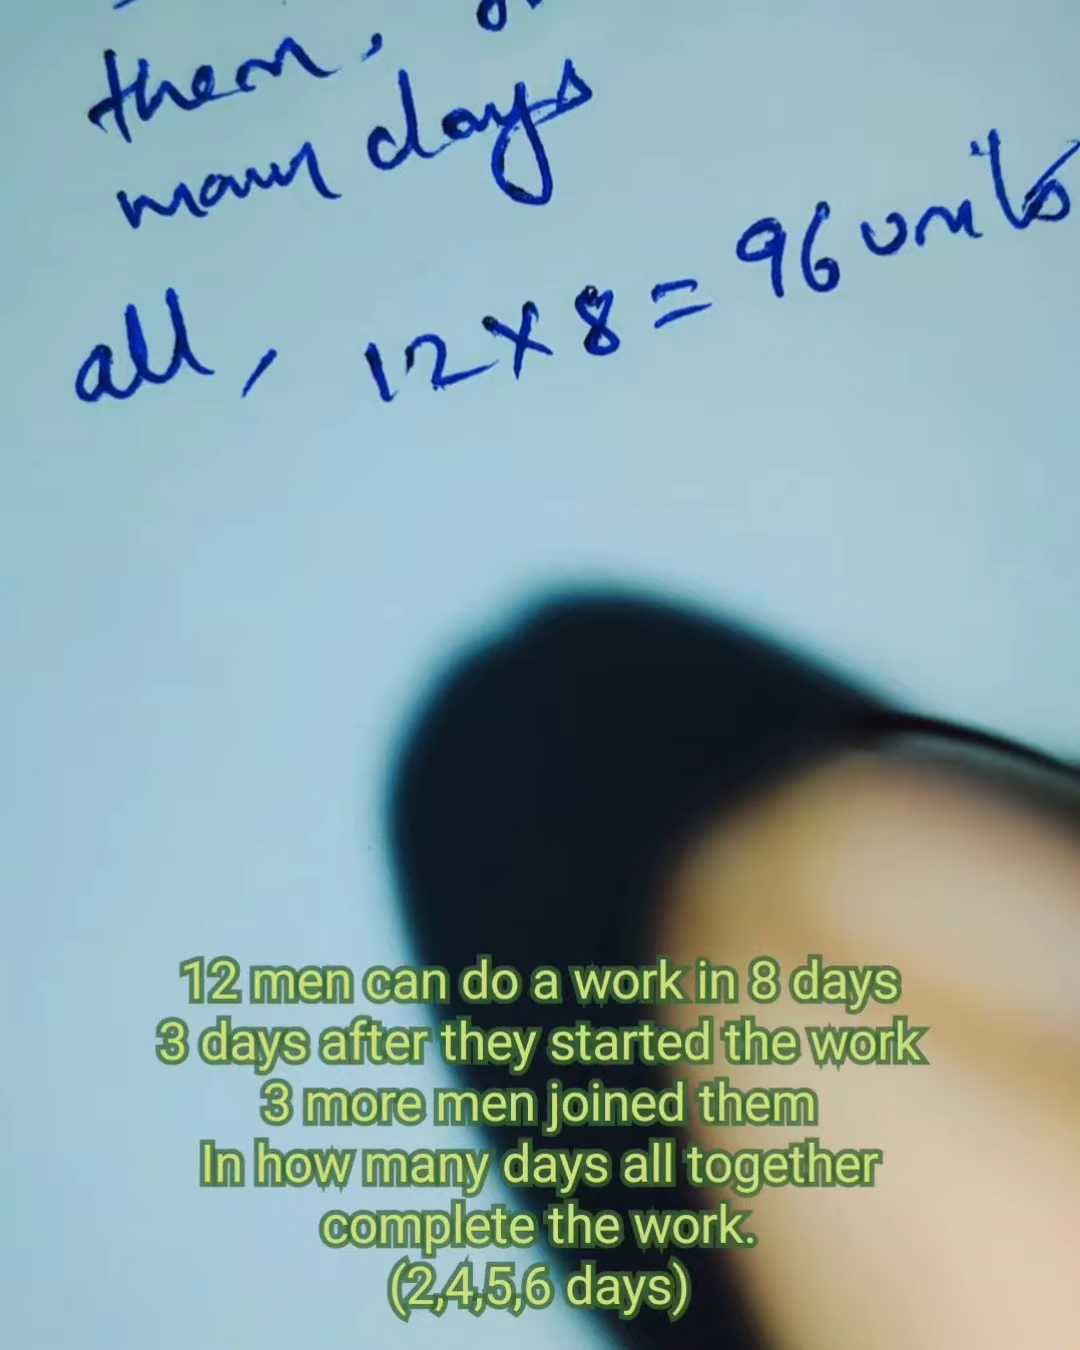 them,
many days
all, 12 × 8 = 96 units
12 men can do a work in 8 days
3 days after they started the work
3 more men joined them
In how many days all together
complete the work.
(2,4,5,6 days)